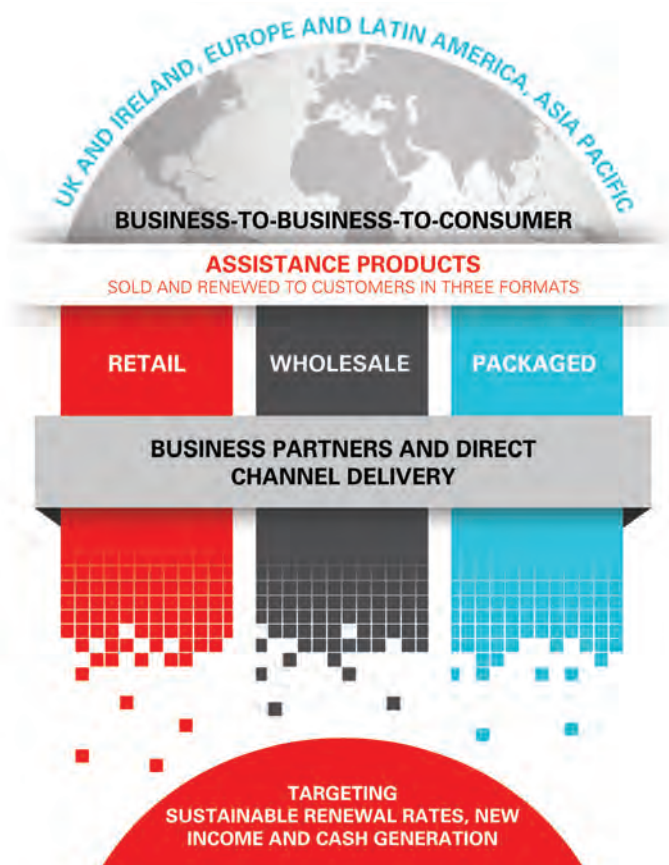 UK AND IRELAND, EUROPE AND LATIN AMERICA, ASIA PACIFIC
BUSINESS-TO-BUSINESS-TO-CONSUMER
ASSISTANCE PRODUCTS
SOLD AND RENEWED TO CUSTOMERS IN THREE FORMATS
RETAIL
WHOLESALE
PACKAGED
BUSINESS PARTNERS AND DIRECT
CHANNEL DELIVERY
TARGETING
SUSTAINABLE RENEWAL RATES, NEW
INCOME AND CASH GENERATION